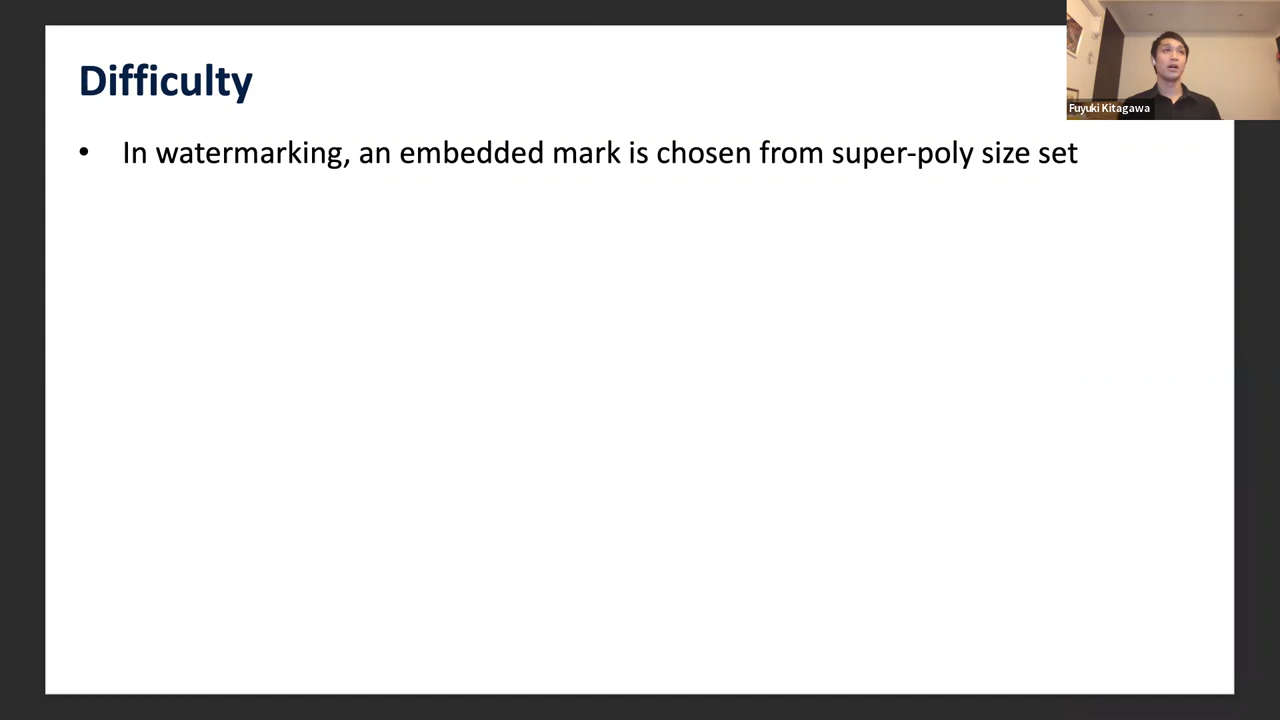 Difficulty
• In watermarking, an embedded mark is chosen from super-poly size set
Fuyuki Kitagawa